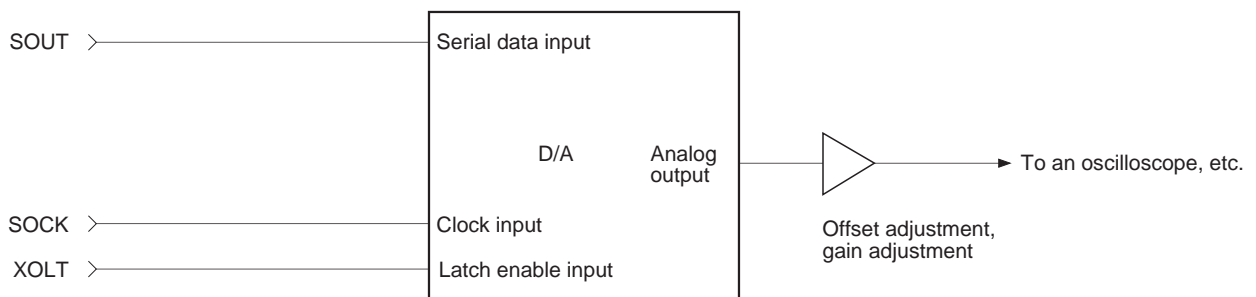 SOUT
Serial data input
D/A
Analog
output
To an oscilloscope, etc.
SOCK
Clock input
Offset adjustment,
gain adjustment
XOLT
Latch enable input